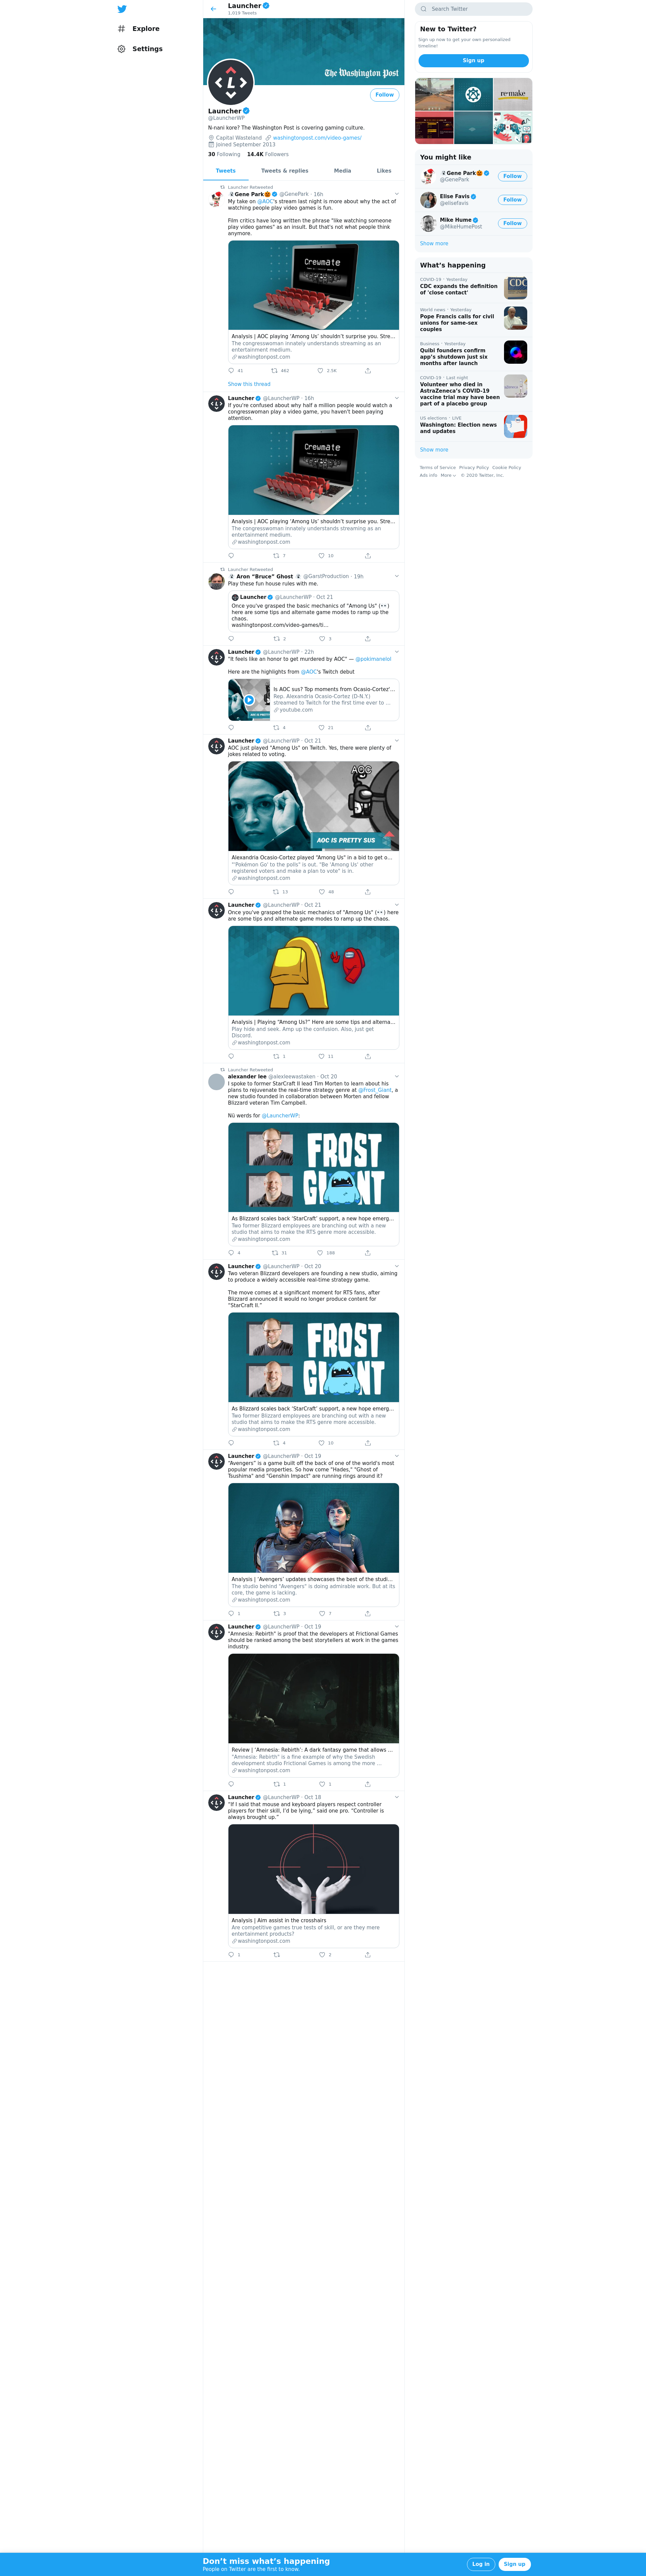 Explore
Settings
Launcher
1,019 Tweets
The Washington Post
Follow
Launcher
@LauncherWP
N-nani kore? The Washington Post is covering gaming culture.
Capital Wasteland washingtonpost.com/video-games/
Joined September 2013
30 Following 14.4K Followers
Tweets Tweets & replies Media Likes
Launcher Retweeted
Gene Park @GenePark · 16h
My take on @AOC's stream last night is more about why the act of
watching people play video games is fun.
Film critics have long written the phrase "like watching someone
play video games" as an insult. But that's not what people think
anymore.
Crewmate
Analysis | AOC playing 'Among Us' shouldn't surprise you. Stre...
The congresswoman innately understands streaming as an
entertainment medium.
washingtonpost.com
41 462 2.5K
Show this thread
Launcher @LauncherWP · 16h
If you're confused about why half a million people would watch a
congresswoman play a video game, you haven't been paying
attention.
Crewmate
Analysis | AOC playing 'Among Us' shouldn't surprise you. Stre...
The congresswoman innately understands streaming as an
entertainment medium.
washingtonpost.com
7 10
Launcher Retweeted
Aron "Bruce" Ghost @GarstProduction · 19h
Play these fun house rules with me.
Launcher @LauncherWP · Oct 21
Once you've grasped the basic mechanics of "Among Us" (👀)
here are some tips and alternate game modes to ramp up the
chaos.
washingtonpost.com/video-games/ti...
2 3
Launcher @LauncherWP · 22h
"It feels like an honor to get murdered by AOC" — @pokimanelol
Here are the highlights from @AOC's Twitch debut
Is AOC sus? Top moments from Ocasio-Cortez'...
Rep. Alexandria Ocasio-Cortez (D-N.Y.)
streamed to Twitch for the first time ever to ...
youtube.com
4 21
Launcher @LauncherWP · Oct 21
AOC just played "Among Us" on Twitch. Yes, there were plenty of
jokes related to voting.
AOC
AOC IS PRETTY SUS
Alexandria Ocasio-Cortez played "Among Us" in a bid to get o...
"'Pokémon Go' to the polls" is out. "Be 'Among Us' other
registered voters and make a plan to vote" is in.
washingtonpost.com
13 46
Launcher @LauncherWP · Oct 21
Once you've grasped the basic mechanics of "Among Us" (👀) here
are some tips and alternate game modes to ramp up the chaos.
Analysis | Playing "Among Us?" Here are some tips and alterna...
Play hide and seek. Amp up the confusion. Also, just get
Discord.
washingtonpost.com
1 11
Launcher Retweeted
alexander lee @alexleewastaken · Oct 20
I spoke to former StarCraft II lead Tim Morten to learn about his
plans to rejuvenate the real-time strategy genre at @Frost_Giant, a
new studio founded in collaboration between Morten and fellow
Blizzard veteran Tim Campbell.
Nü werds for @LauncherWP:
FROST
GIANT
As Blizzard scales back 'StarCraft' support, a new hope emerg...
Two former Blizzard employees are branching out with a new
studio that aims to make the RTS genre more accessible.
washingtonpost.com
4 31
Launcher @LauncherWP · Oct 20
Two veteran Blizzard developers are founding a new studio, aiming
to produce a widely accessible real-time strategy game.
The move comes at a significant moment for RTS fans, after
Blizzard announced it would no longer produce content for
"StarCraft II."
FROST
GIANT
As Blizzard scales back 'StarCraft' support, a new hope emerg...
Two former Blizzard employees are branching out with a new
studio that aims to make the RTS genre more accessible.
washingtonpost.com
4 10
Launcher @LauncherWP · Oct 19
"Avengers" is a game built off the back of one of the world's most
popular media properties. So how come "Hades," "Ghost of
Tsushima" and "Genshin Impact" are running rings around it?
Analysis | 'Avengers' updates showcases the best of the studi...
The studio behind "Avengers" is doing admirable work. But at its
core, the game is lacking.
washingtonpost.com
1 3 7
Launcher @LauncherWP · Oct 19
"Amnesia: Rebirth" is proof that the developers at Frictional Games
should be ranked among the best storytellers at work in the games
industry.
Review | 'Amnesia: Rebirth': A dark fantasy game that allows ...
"Amnesia: Rebirth" is a fine example of why the Swedish
development studio Frictional Games is among the more ...
washingtonpost.com
1 1
Launcher @LauncherWP · Oct 18
"If I said that mouse and keyboard players respect controller
players for their skill, I'd be lying," said one pro. "Controller is
always brought up."
Analysis | Aim assist in the crosshairs
Are competitive games true tests of skill, or are they mere
entertainment products?
washingtonpost.com
1 2
Search Twitter
New to Twitter?
Sign up now to get your own personalized
timeline!
Sign up
re:make
You might like
Gene Park
@GenePark
Follow
Elise Favis
@elisefavis
Follow
Mike Hume
@MikeHumePost
Follow
Show more
What's happening
COVID-19 · Yesterday
CDC expands the definition
of 'close contact'
CDC
World news · Yesterday
Pope Francis calls for civil
unions for same-sex
couples
Business · Yesterday
Quibi founders confirm
app's shutdown just six
months after launch
COVID-19 · Last night
Volunteer who died in
AstraZeneca's COVID-19
vaccine trial may have been
part of a placebo group
US elections · LIVE
Washington: Election news
and updates
Show more
Terms of Service Privacy Policy Cookie Policy
Ads info More © 2020 Twitter, Inc.
Don't miss what's happening
People on Twitter are the first to know.
Log in Sign up